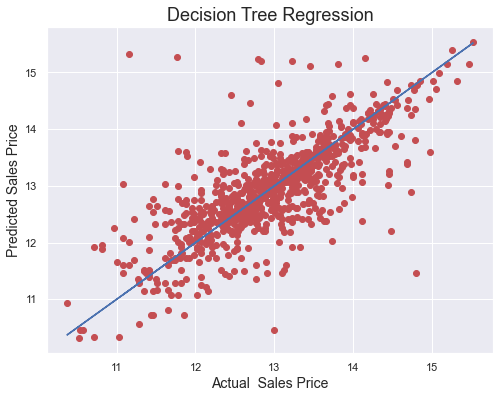 Decision Tree Regression
Predicted Sales Price
15
14
13
12
11
11 12 13 14 15
Actual  Sales Price